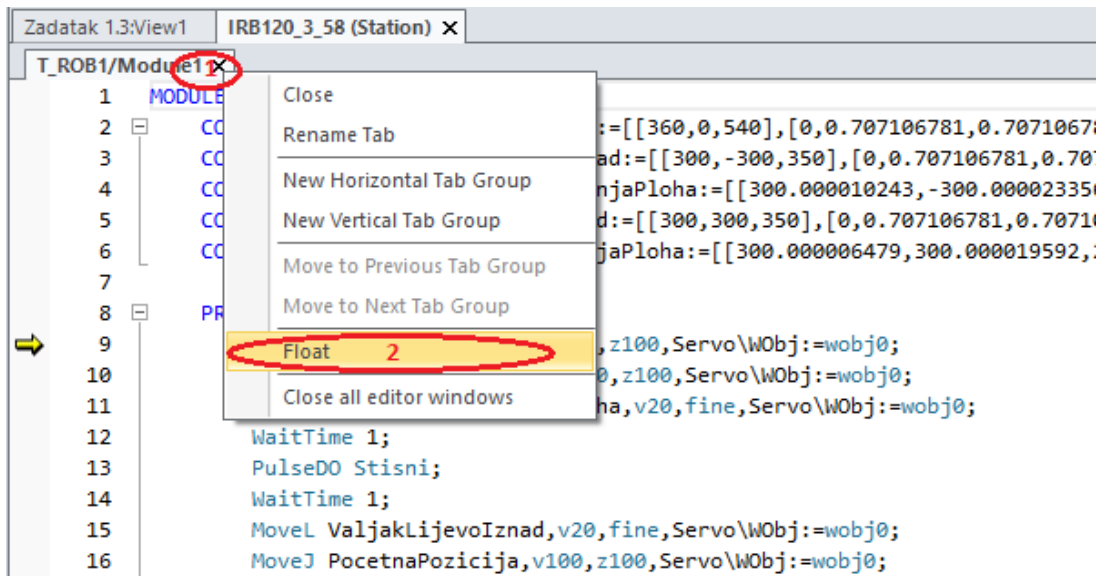 Zadatak 1.3:View1 IRB120_3_58 (Station) X
T_ROB1/Module1 1 X
1 MODULE
2 CO :=[[360,0,540],[0,0.707106781,0.7071067
3 CO ad:=[[300,-300,350],[0,0.707106781,0.70
4 CO njaPloha:=[[300.000010243,-300.00002335
5 CO d:=[[300,300,350],[0,0.707106781,0.7071
6 CO jaPloha:=[[300.000006479,300.000019592,
7
8 PR
9 ,z100,Servo\WObj:=wobj0;
10 0,z100,Servo\WObj:=wobj0;
11 ha,v20,fine,Servo\WObj:=wobj0;
12 WaitTime 1;
13 PulseDO Stisni;
14 WaitTime 1;
15 MoveL ValjakLijevoIznad,v20,fine,Servo\WObj:=wobj0;
16 MoveJ PocetnaPozicija,v100,z100,Servo\WObj:=wobj0;
Close
Rename Tab
New Horizontal Tab Group
New Vertical Tab Group
Move to Previous Tab Group
Move to Next Tab Group
Float 2
Close all editor windows